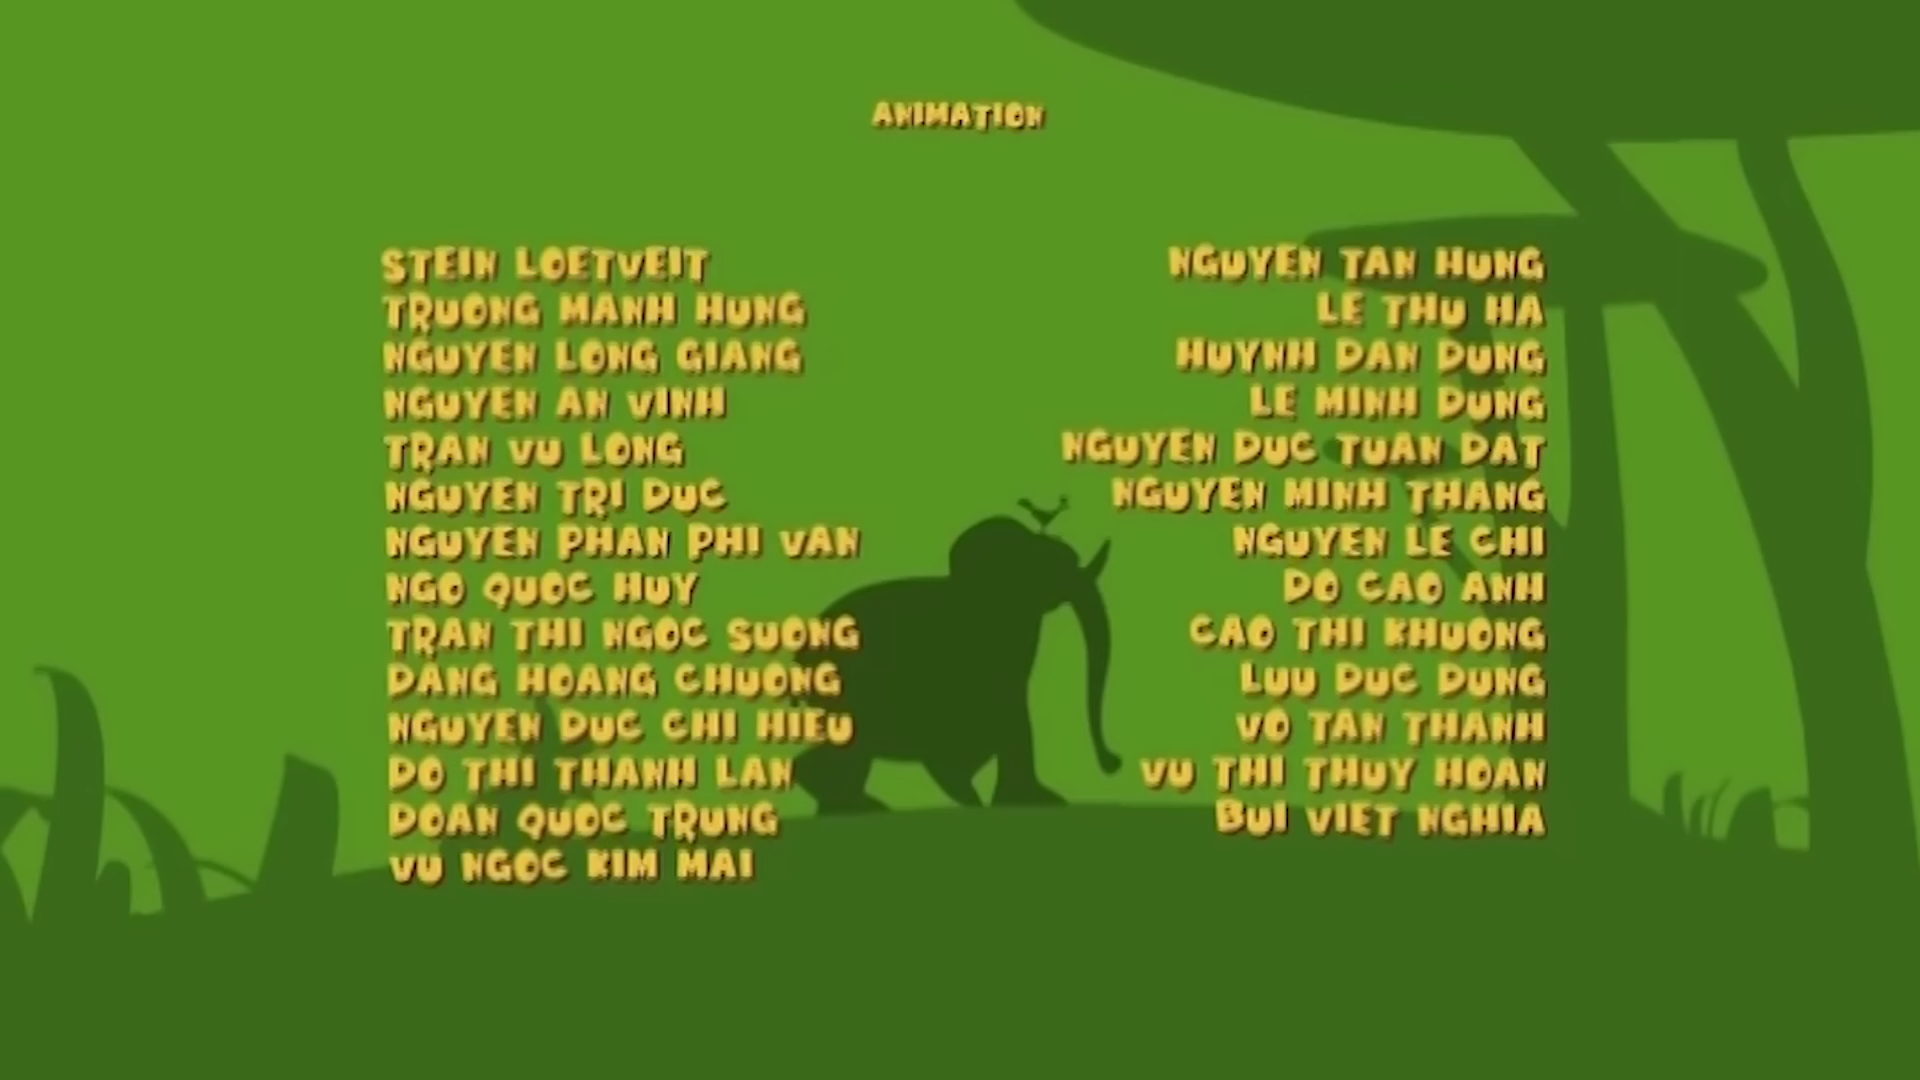 ANIMATION
STEIN LOETVEIT
TRUONG MANH HUNG
NGUYEN LONG GIANG
NGUYEN AN VINH
TRAN VU LONG
NGUYEN TRI DUC
NGUYEN PHAN PHI VAN
NGO QUOC HUY
TRAN THI NGOC SUONG
DANG HOANG CHUONG
NGUYEN DUC CHI HIEU
DO THI THANH LAN
DOAN QUOC TRUNG
VU NGOC KIM MAI
NGUYEN TAN HUNG
LE THU HA
HUYNH DAN DUNG
LE MINH DUNG
NGUYEN DUC TUAN DAT
NGUYEN MINH THANG
NGUYEN LE CHI
DO CAO ANH
CAO THI KHUONG
LUU DUC DUNG
VO TAN THANH
VU THI THUY HOAN
BUI VIET NGHIA